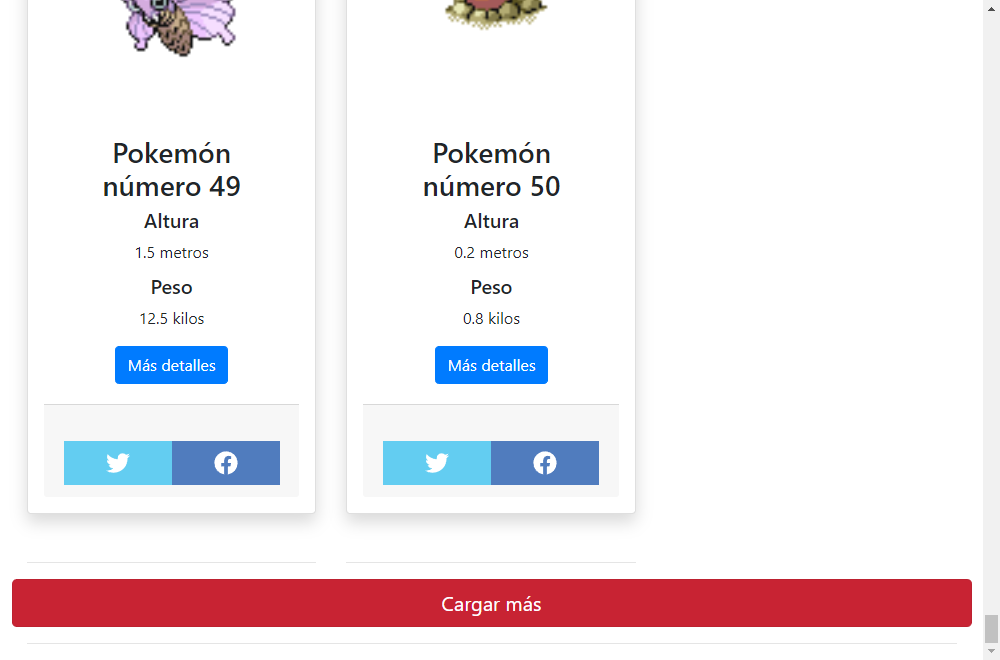 Pokemón
número 49
Altura
1.5 metros
Peso
12.5 kilos
Más detalles
Pokemón
número 50
Altura
0.2 metros
Peso
0.8 kilos
Más detalles
Cargar más